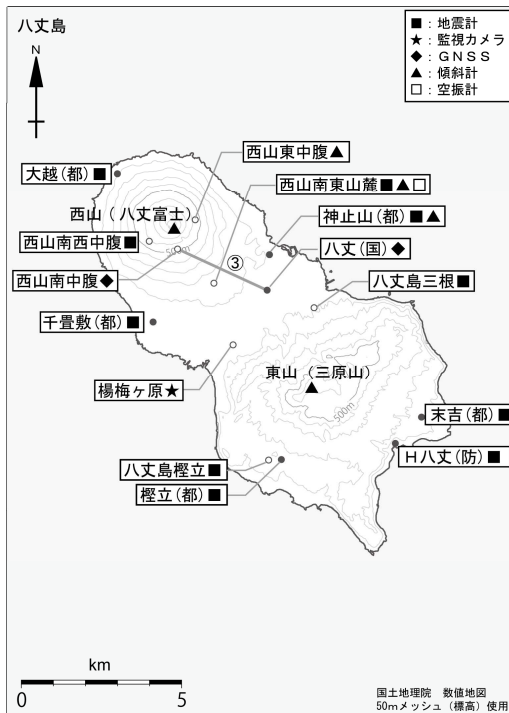 八丈島
N
■：地震計
★：監視カメラ
◆：GNSS
▲：傾斜計
□：空振計
西山東中腹▲
大越(都)■
西山南東山麓■▲□
西山（八丈富士）
神止山(都)■▲
西山南西中腹■
500m
八丈(国)◆
③
西山南中腹◆
八丈島三根■
千畳敷(都)■
東山（三原山）
楊梅ヶ原★
500m
末吉(都)■
H八丈(防)■
八丈島樫立■
樫立(都)■
km
0 5
国土地理院 数値地図
50mメッシュ（標高）使用